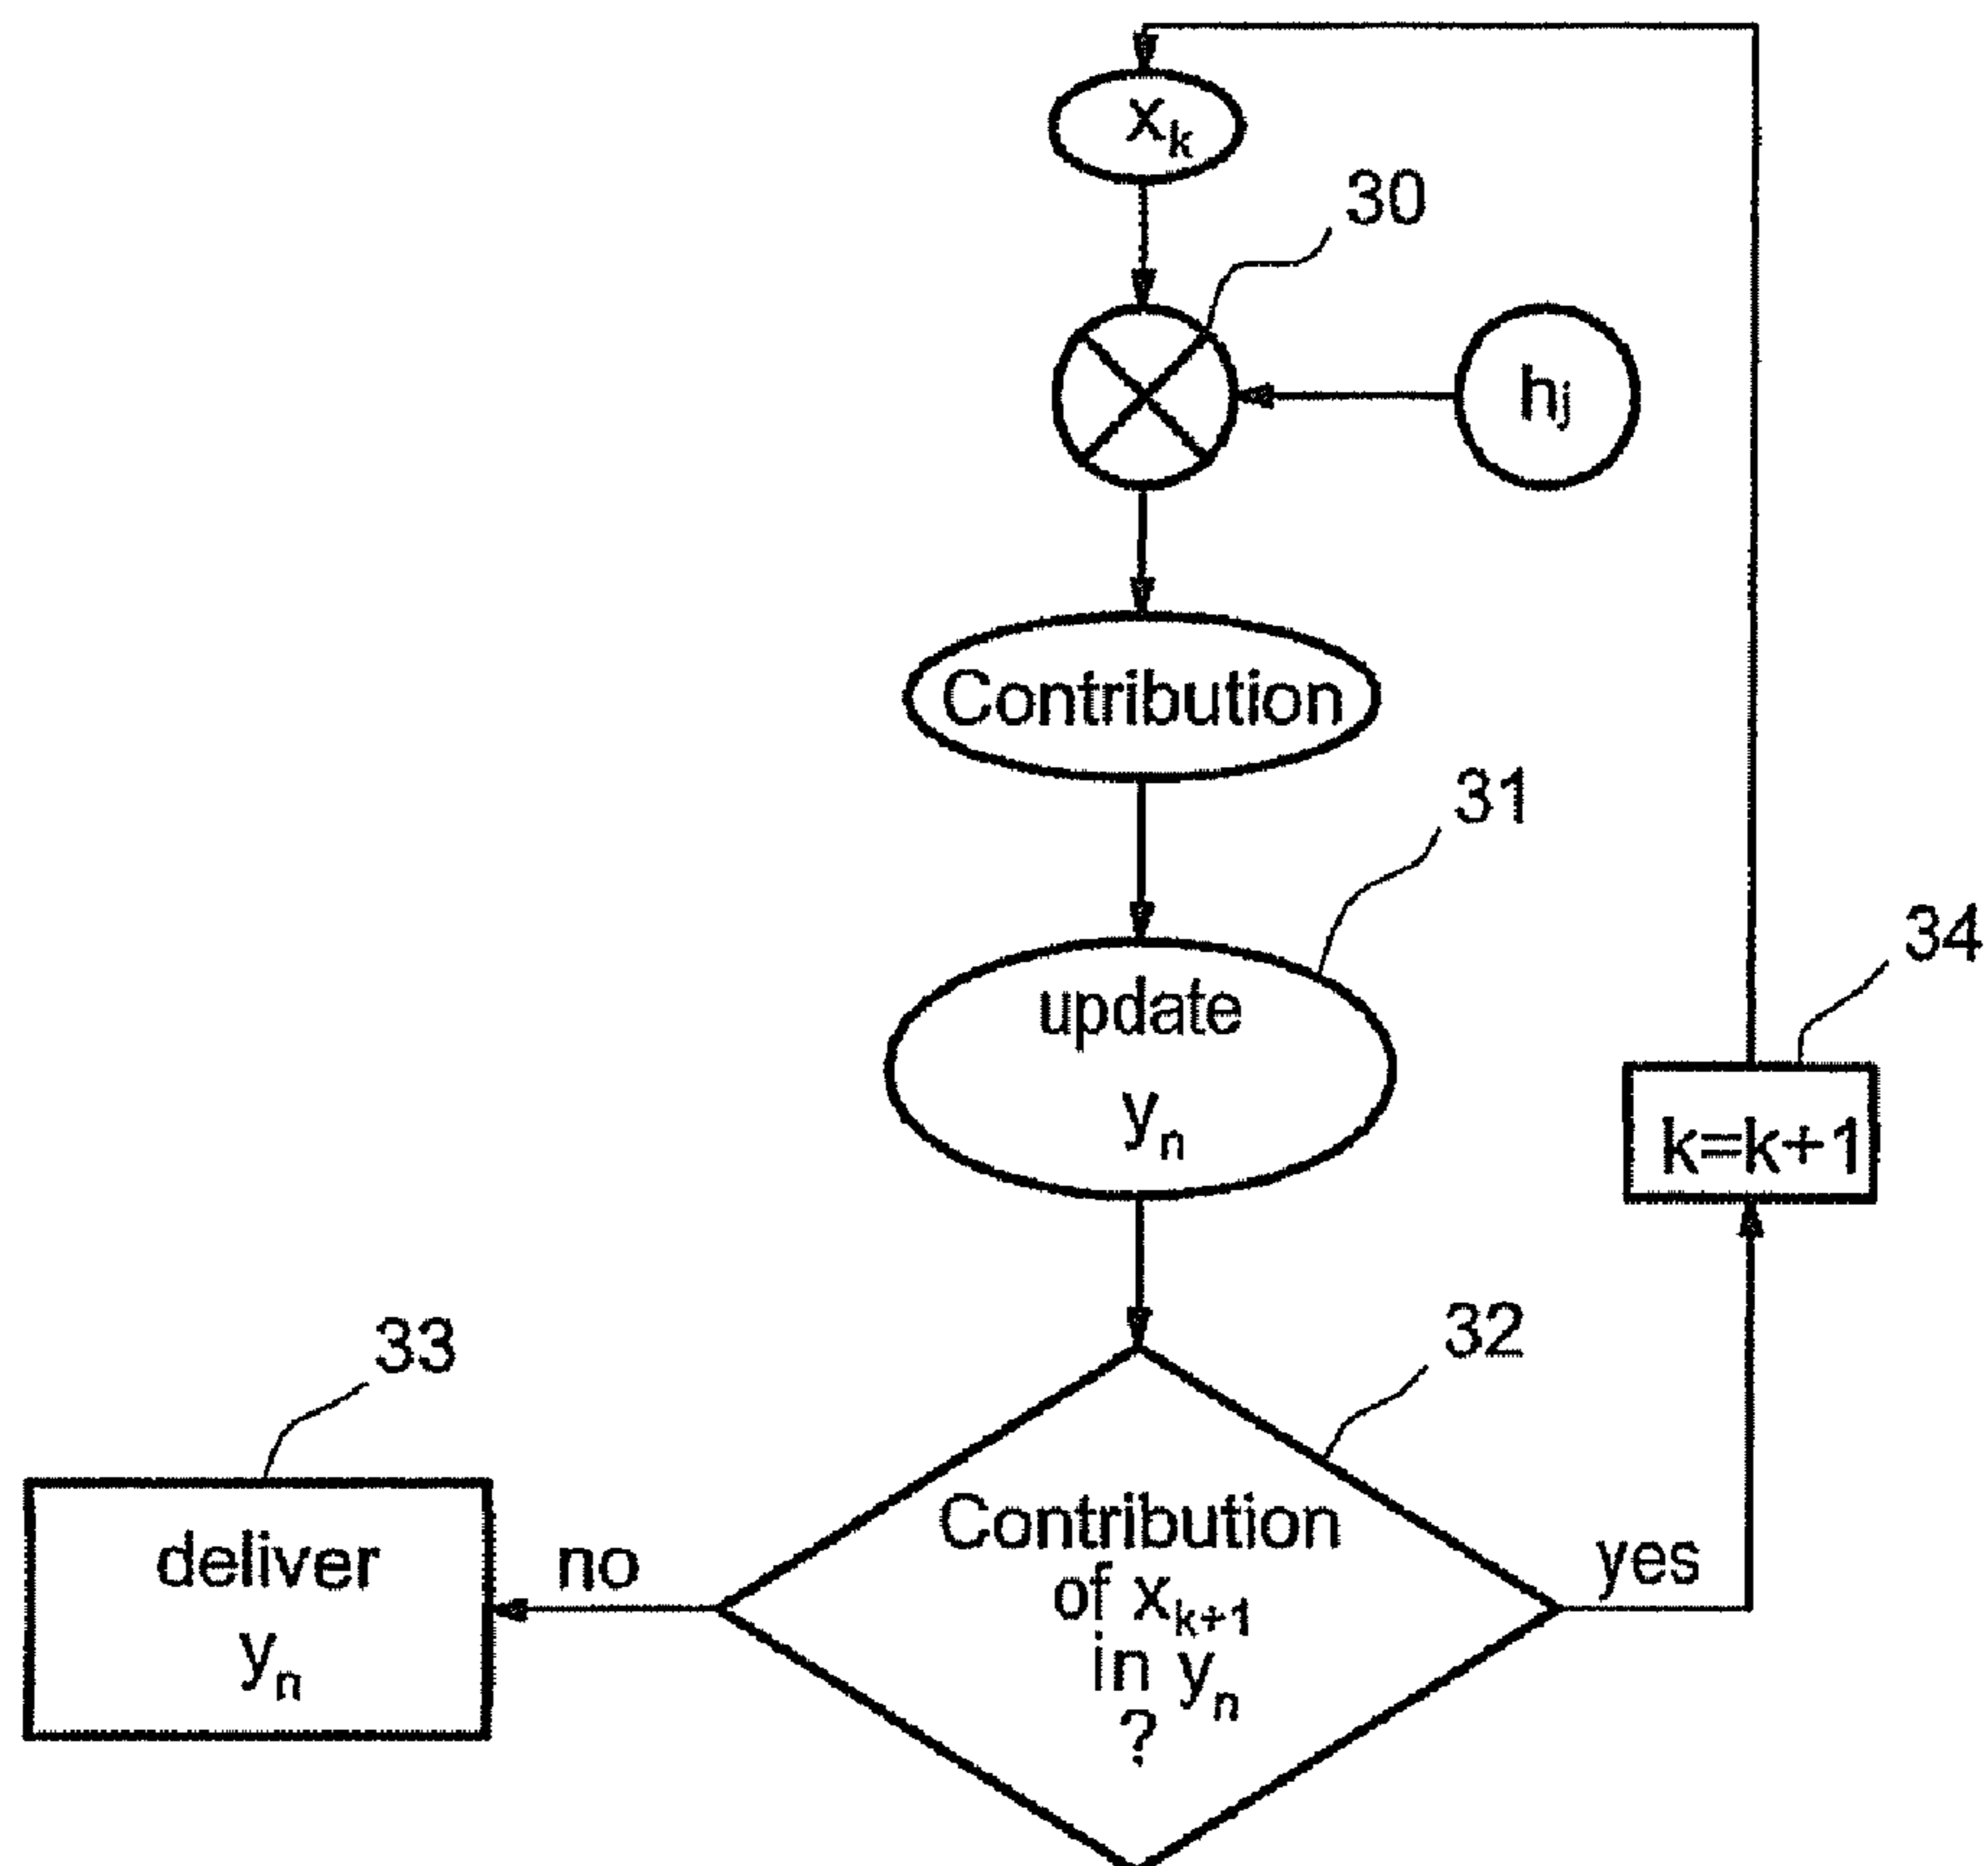 xₖ
30
hⱼ
Contribution
31
update
yₙ
34
k=k+1
32
33
Contribution
of xₖ₊₁
in yₙ
?
yes
no
deliver
yₙ